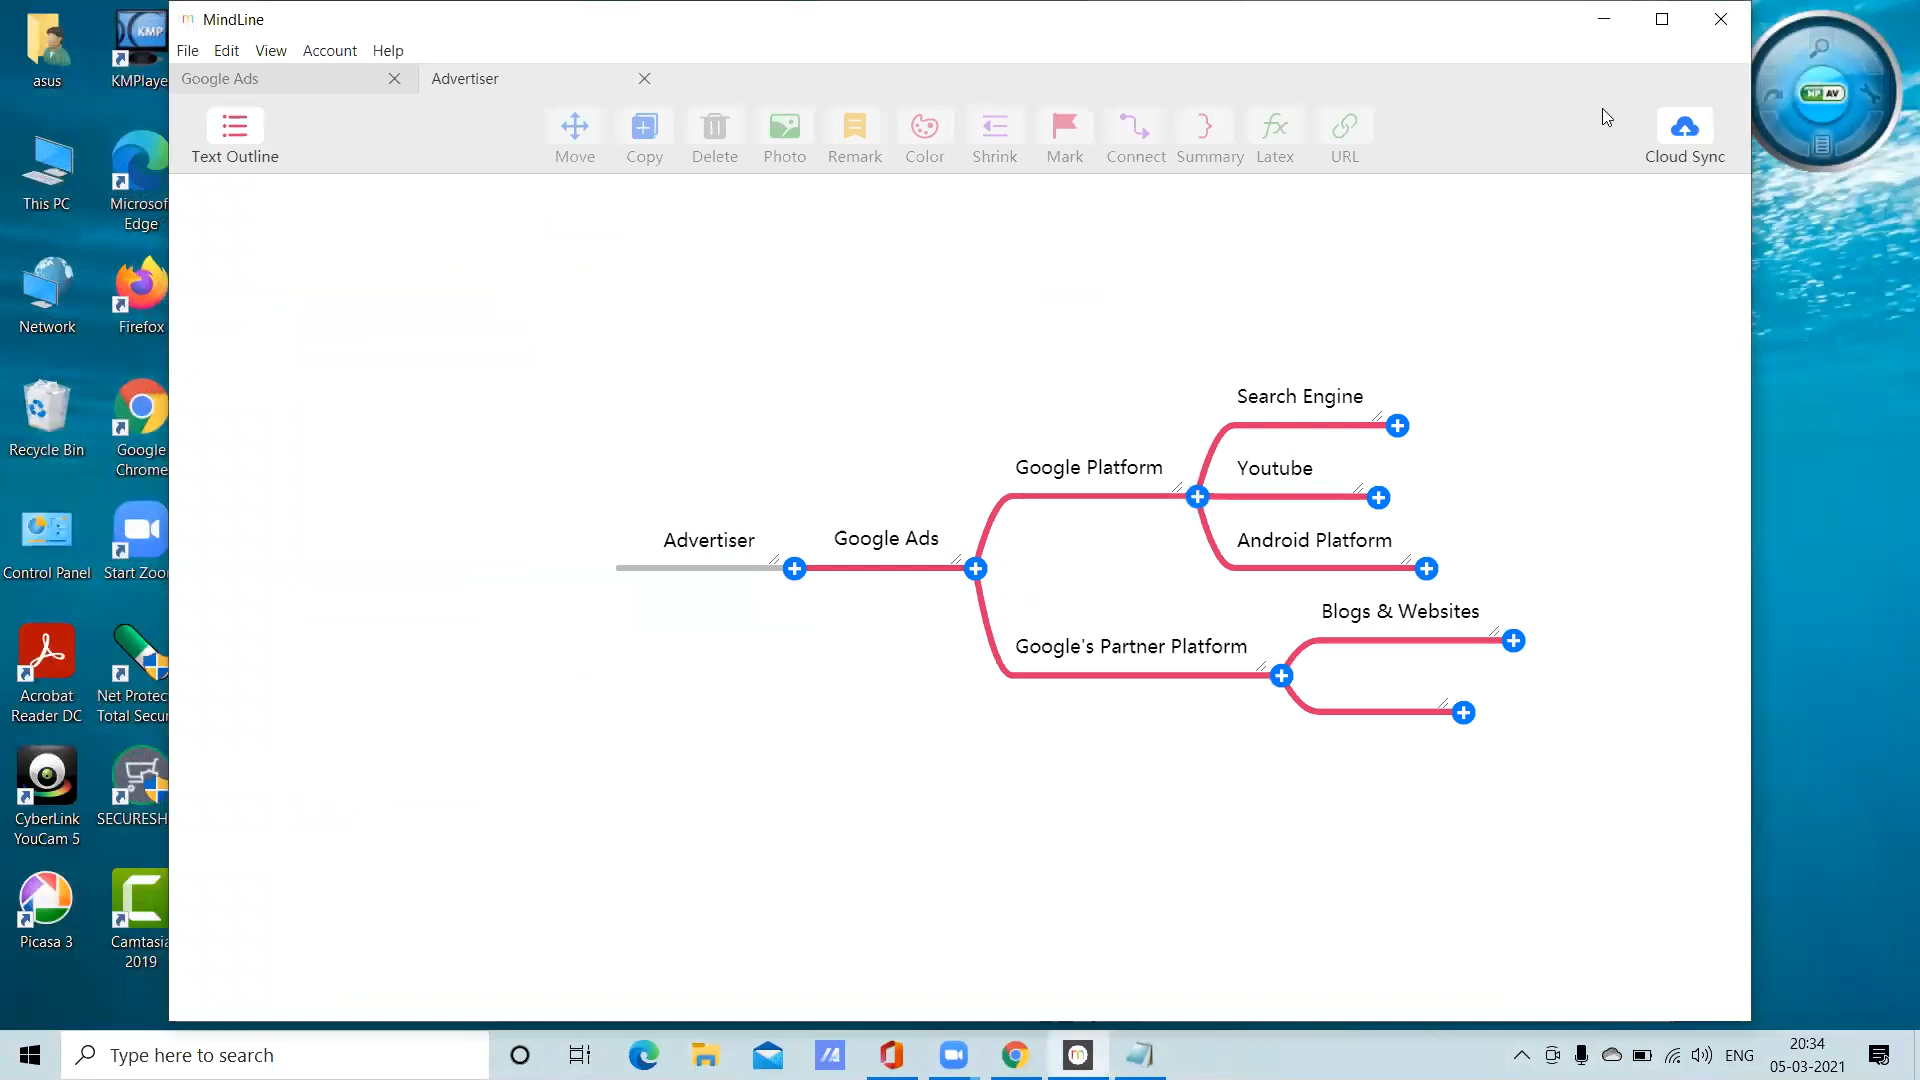 MindLine
File Edit View Account Help
Google Ads
Advertiser
Text Outline
Move
Copy
Delete
Photo
Remark
Color
Shrink
Mark
Connect
Summary
Latex
URL
Cloud Sync
Search Engine
Google Platform
Youtube
Advertiser
Google Ads
Android Platform
Blogs & Websites
Google's Partner Platform
asus
KMPlaye
KMP
This PC
Microsof
Edge
Network
Firefox
Recycle Bin
Google
Chrome
Control Panel
Start Zoo
Acrobat
Reader DC
Net Protec
Total Secu
CyberLink
YouCam 5
SECURESH
Picasa 3
Camtasia
2019
NP AV
Type here to search
ENG
20:34
05-03-2021